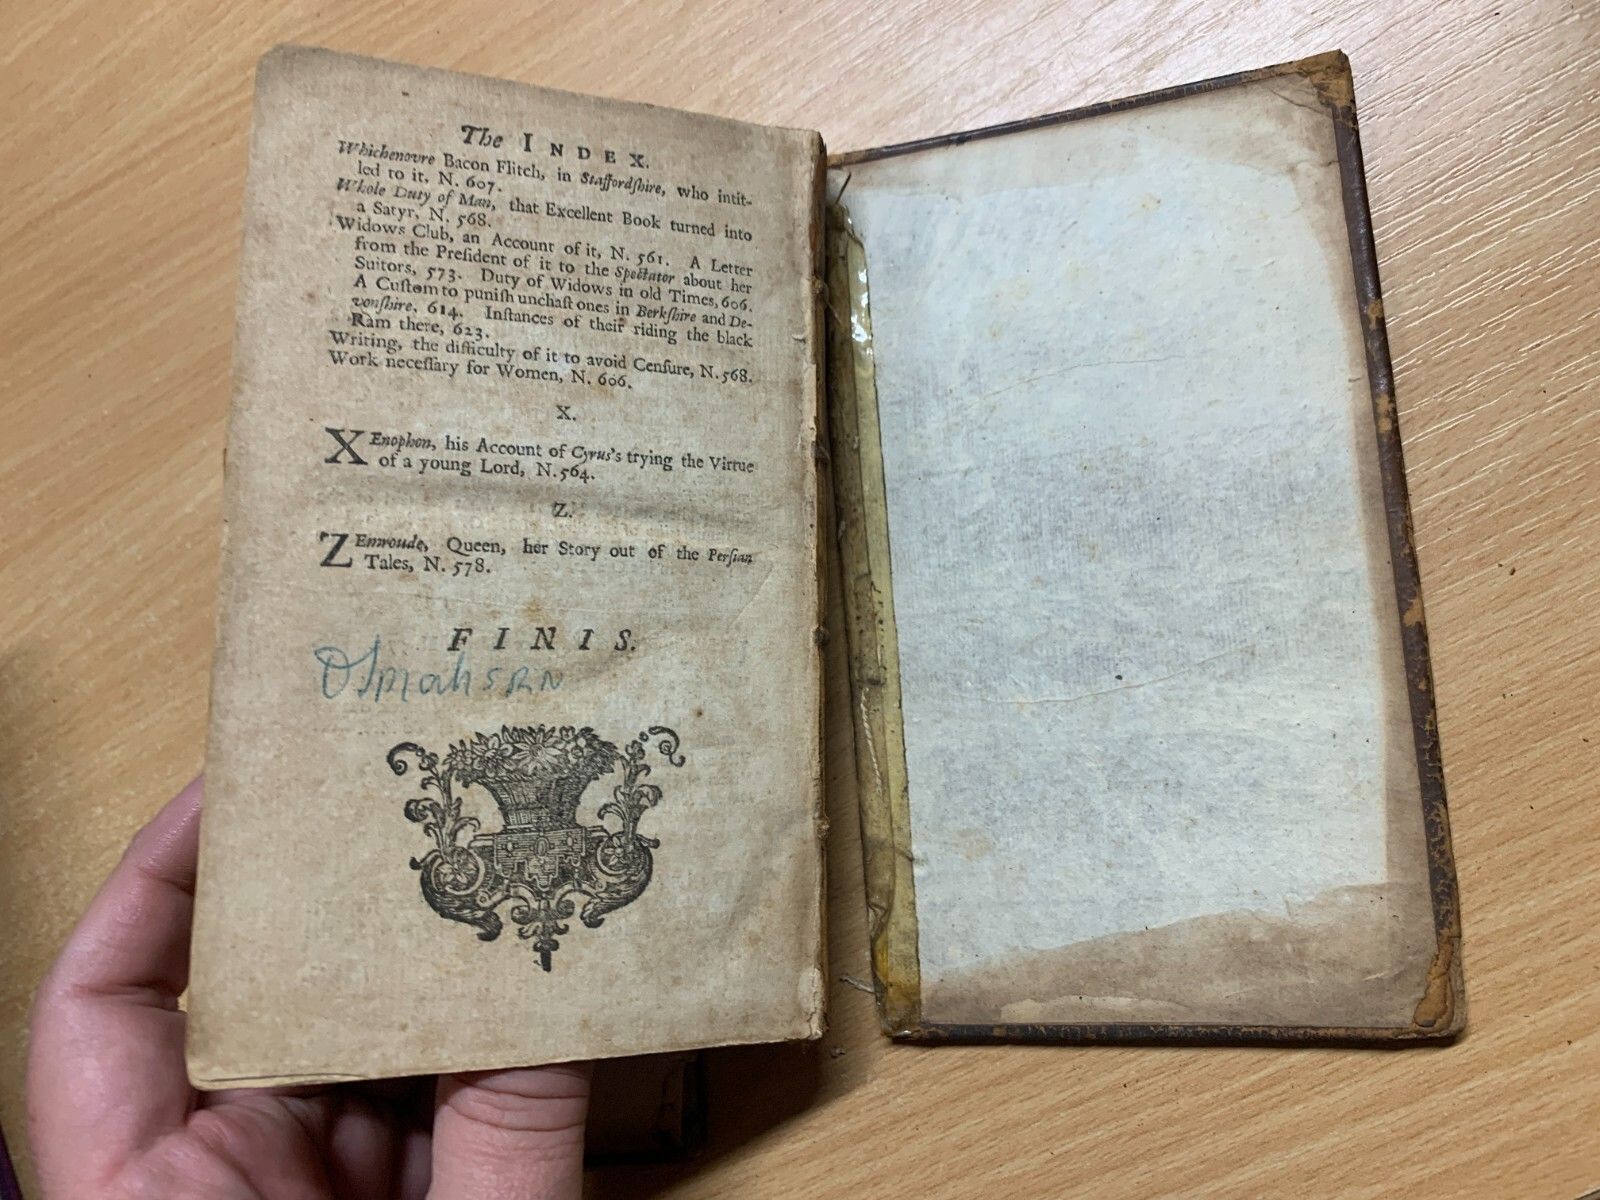 The INDEX.
Whichenovre Bacon Flitch, in Staffordſhire, who intit-
led to it, N. 607.
Whole Duty of Man, that Excellent Book turned into
a Satyr, N. 568.
Widows Club, an Account of it, N. 561. A Letter
from the Preſident of it to the Spectator about her
Suitors, 573. Duty of Widows in old Times, 606.
A Cuſtom to puniſh unchaſt ones in Berkſhire and De-
vonſhire, 614. Inſtances of their riding the black
Ram there, 623.
Writing, the difficulty of it to avoid Cenſure, N. 568.
Work neceſſary for Women, N. 606.
X.
XEnophon, his Account of Cyrus's trying the Virtue
of a young Lord, N. 564.
Z.
ZEmroude, Queen, her Story out of the Perſian
Tales, N. 578.
FINIS.